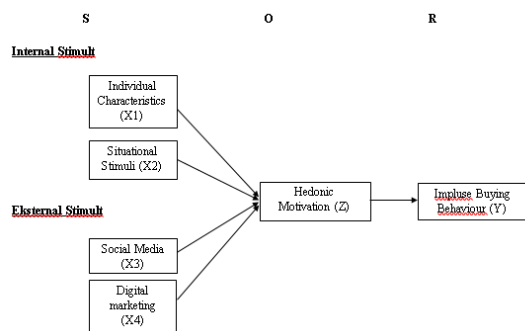 S O R
Internal Stimult
Individual
Characteristics
(X1)
Situational
Stimuli (X2)
Hedonic
Motivation (Z)
Impluse Buying
Behaviour (Y)
Eksternal Stimult
Social Media
(X3)
Digital
marketing
(X4)